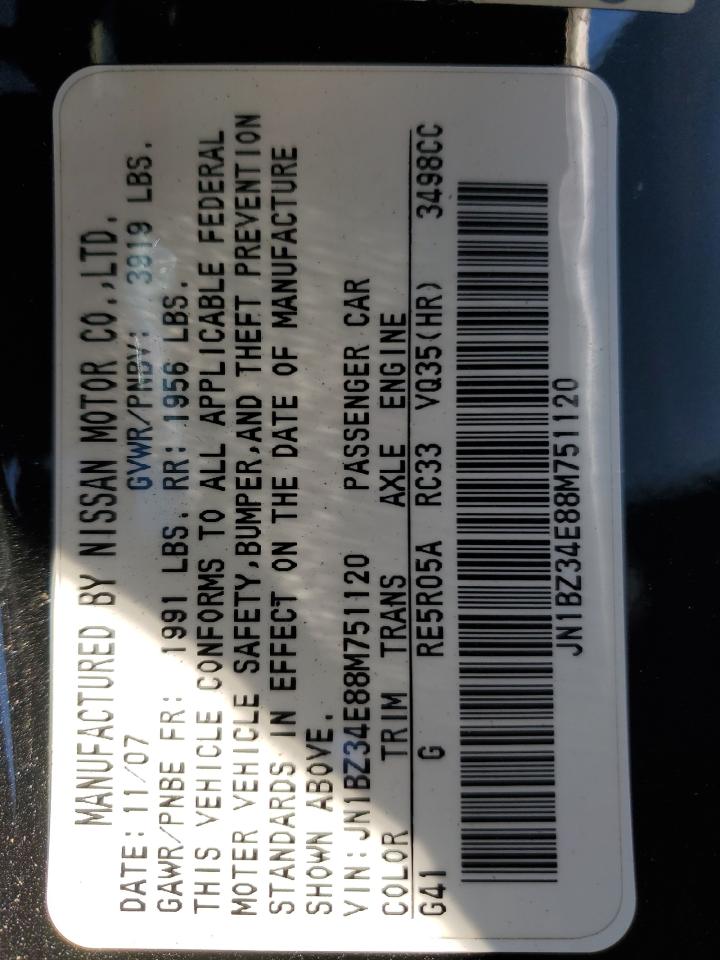 MANUFACTURED BY NISSAN MOTOR CO.,LTD.
DATE: 11/07 GVWR/PNBV: 3919 LBS.
GAWR/PNBE FR: 1991 LBS. RR: 1956 LBS.
THIS VEHICLE CONFORMS TO ALL APPLICABLE FEDERAL
MOTER VEHICLE SAFETY,BUMPER,AND THEFT PREVENTION
STANDARDS IN EFFECT ON THE DATE OF MANUFACTURE
SHOWN ABOVE.
VIN: JN1BZ34E88M751120 PASSENGER CAR
COLOR TRIM TRANS AXLE ENGINE
G41 G RE5R05A RC33 VQ35(HR) 3498CC
JN1BZ34E88M751120